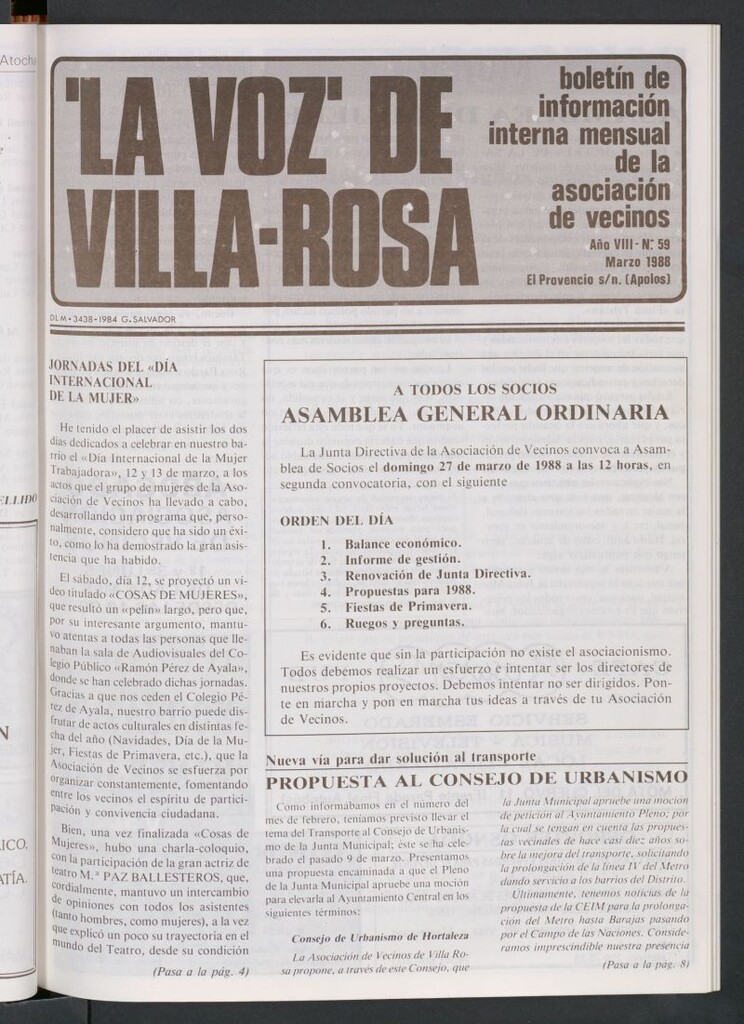 Atocha
ELLIDO
N
ICO.
ATÍA.
"LA VOZ" DE
VILLA-ROSA
boletín de
información
interna mensual
de la
asociación
de vecinos
Año VIII - N.º 59
Marzo 1988
El Provencio s/n. (Apolos)
DLM - 3438 - 1984 G. SALVADOR
JORNADAS DEL «DÍA
INTERNACIONAL
DE LA MUJER»
He tenido el placer de asistir los dos
días dedicados a celebrar en nuestro ba-
rrio el «Día Internacional de la Mujer
Trabajadora», 12 y 13 de marzo, a los
actos que el grupo de mujeres de la Aso-
ciación de Vecinos ha llevado a cabo,
desarrollando un programa que, perso-
nalmente, considero que ha sido un éxi-
to, como lo ha demostrado la gran asis-
tencia que ha habido.
El sábado, día 12, se proyectó un ví-
deo titulado «COSAS DE MUJERES»,
que resultó un «pelín» largo, pero que,
por su interesante argumento, mantu-
vo atentas a todas las personas que lle-
naban la sala de Audiovisuales del Co-
legio Público «Ramón Pérez de Ayala»,
donde se han celebrado dichas jornadas.
Gracias a que nos ceden el Colegio Pé-
rez de Ayala, nuestro barrio puede dis-
frutar de actos culturales en distintas fe-
cha del año (Navidades, Día de la Mu-
jer, Fiestas de Primavera, etc.), que la
Asociación de Vecinos se esfuerza por
organizar constantemente, fomentando
entre los vecinos el espíritu de partici-
pación y convivencia ciudadana.
Bien, una vez finalizada «Cosas de
Mujeres», hubo una charla-coloquio,
con la participación de la gran actriz de
teatro M.ª PAZ BALLESTEROS, que,
cordialmente, mantuvo un intercambio
de opiniones con todos los asistentes
(tanto hombres, como mujeres), a la vez
que explicó un poco su trayectoria en el
mundo del Teatro, desde su condición
(Pasa a la pág. 4)
A TODOS LOS SOCIOS
ASAMBLEA GENERAL ORDINARIA
La Junta Directiva de la Asociación de Vecinos convoca a Asam-
blea de Socios el domingo 27 de marzo de 1988 a las 12 horas, en
segunda convocatoria, con el siguiente
ORDEN DEL DÍA
1. Balance económico.
2. Informe de gestión.
3. Renovación de Junta Directiva.
4. Propuestas para 1988.
5. Fiestas de Primavera.
6. Ruegos y preguntas.
Es evidente que sin la participación no existe el asociacionismo.
Todos debemos realizar un esfuerzo e intentar ser los directores de
nuestros propios proyectos. Debemos intentar no ser dirigidos. Pon-
te en marcha y pon en marcha tus ideas a través de tu Asociación
de Vecinos.
Nueva vía para dar solución al transporte
PROPUESTA AL CONSEJO DE URBANISMO
Como informábamos en el número del
mes de febrero, teníamos previsto llevar el
tema del Transporte al Consejo de Urbanis-
mo de la Junta Municipal; éste se ha cele-
brado el pasado 9 de marzo. Presentamos
una propuesta encaminada a que el Pleno
de la Junta Municipal apruebe una moción
para elevarla al Ayuntamiento Central en los
siguientes términos:
Consejo de Urbanismo de Hortaleza
La Asociación de Vecinos de Villa Ro-
sa propone, a través de este Consejo, que
la Junta Municipal apruebe una moción
de petición al Ayuntamiento Pleno; por
la cual se tengan en cuenta las propues-
tas vecinales de hace casi diez años so-
bre la mejora del transporte, solicitando
la prolongación de la línea IV del Metro
dando servicio a los barrios del Distrito.
Ultimamente, tenemos noticias de la
propuesta de la CEIM para la prolonga-
ción del Metro hasta Barajas pasando
por el Campo de las Naciones. Conside-
ramos imprescindible nuestra presencia
(Pasa a la pág. 8)